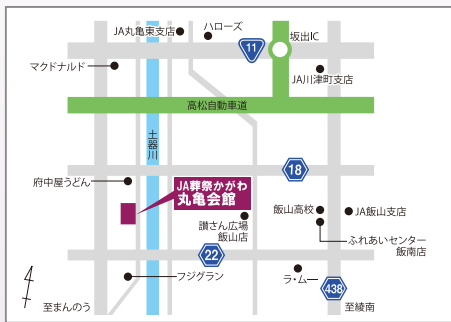 JA丸亀東支店
ハローズ
11
坂出IC
マクドナルド
JA川津町支店
高松自動車道
土器川
18
府中屋うどん
JA葬祭かがわ
丸亀会館
飯山高校
JA飯山支店
讃さん広場
飯山店
ふれあいセンター
飯南店
22
フジグラン
ラ・ムー
438
至まんのう
至綾南